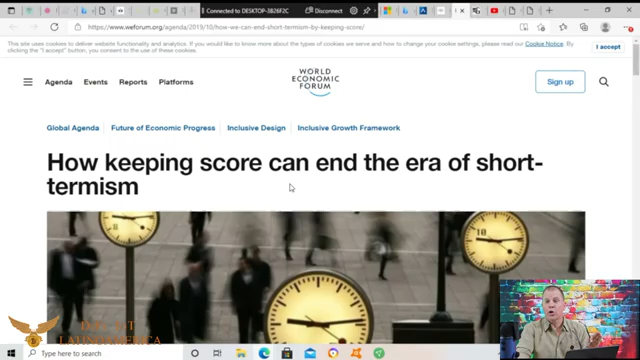 Connected to DESKTOP-3B26F2C
Disconnect
https://www.weforum.org/agenda/2019/10/how-we-can-end-short-termism-by-keeping-score/
This site uses cookies to deliver website functionality and analytics. If you would like to know more about the types of cookies we serve and how to change your cookie settings, please read our Cookie Notice. By
clicking the "I accept" button, you consent to the use of these cookies.
I accept
Agenda Events Reports Platforms
WORLD
ECONOMIC
FORUM
Sign up
Global Agenda Future of Economic Progress Inclusive Design Inclusive Growth Framework
How keeping score can end the era of short-
termism
8
10
Type here to search